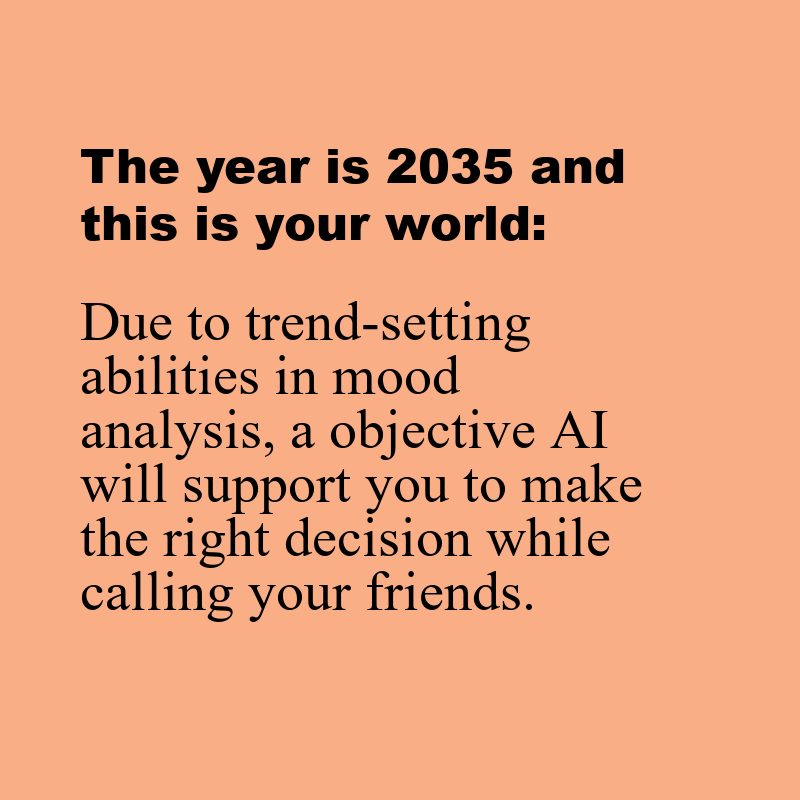 The year is 2035 and
this is your world:
Due to trend-setting
abilities in mood
analysis, a objective AI
will support you to make
the right decision while
calling your friends.